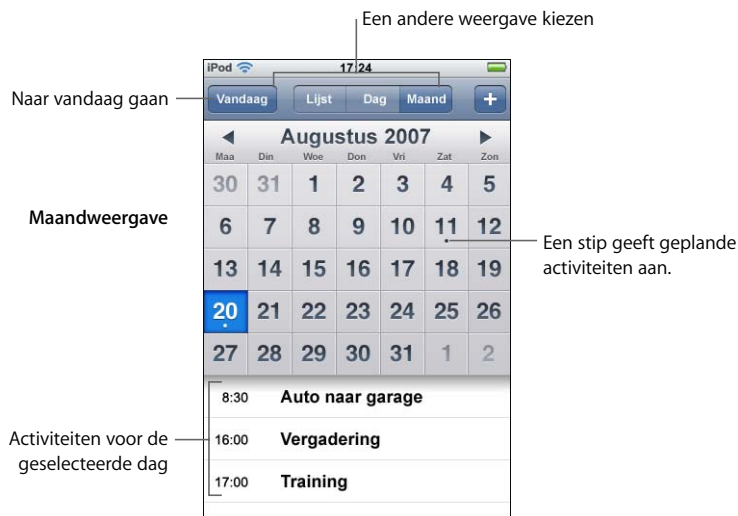 Een andere weergave kiezen
iPod 17:24
Naar vandaag gaan
Vandaag Lijst Dag Maand +
Augustus 2007
Maa Din Woe Don Vri Zat Zon
30 31 1 2 3 4 5
Maandweergave
6 7 8 9 10 11 12
Een stip geeft geplande
activiteiten aan.
13 14 15 16 17 18 19
20 21 22 23 24 25 26
27 28 29 30 31 1 2
8:30 Auto naar garage
Activiteiten voor de
geselecteerde dag
16:00 Vergadering
17:00 Training